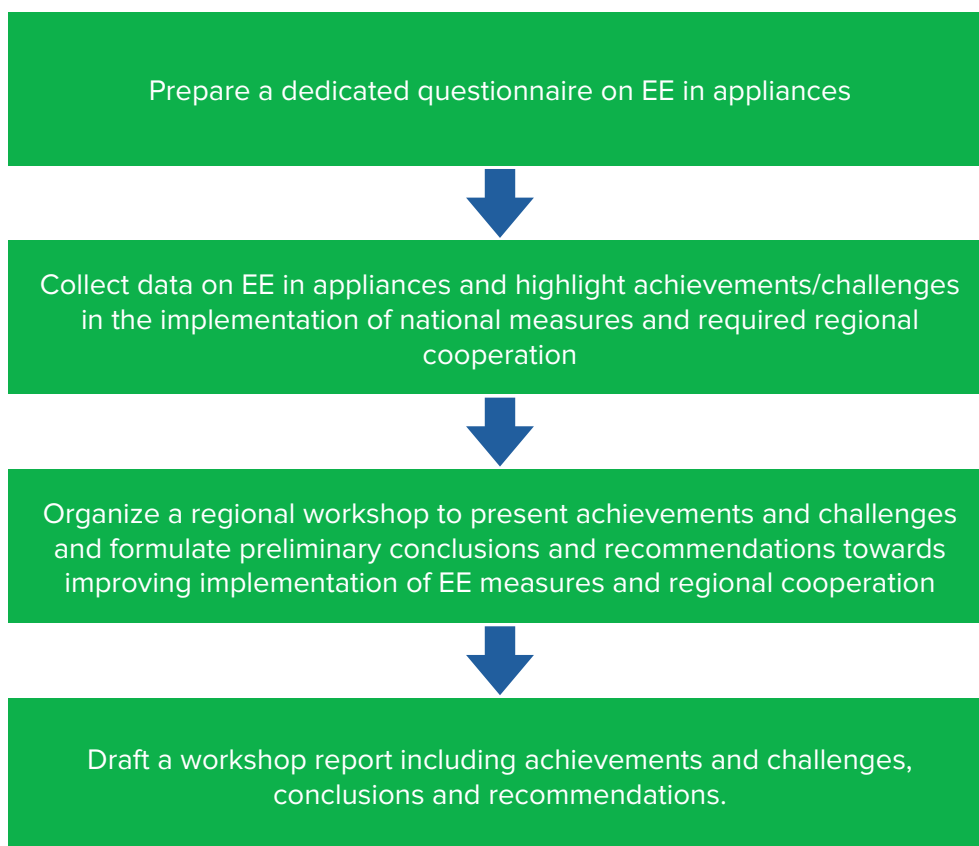 Prepare a dedicated questionnaire on EE in appliances
Collect data on EE in appliances and highlight achievements/challenges
in the implementation of national measures and required regional
cooperation
Organize a regional workshop to present achievements and challenges
and formulate preliminary conclusions and recommendations towards
improving implementation of EE measures and regional cooperation
Draft a workshop report including achievements and challenges,
conclusions and recommendations.